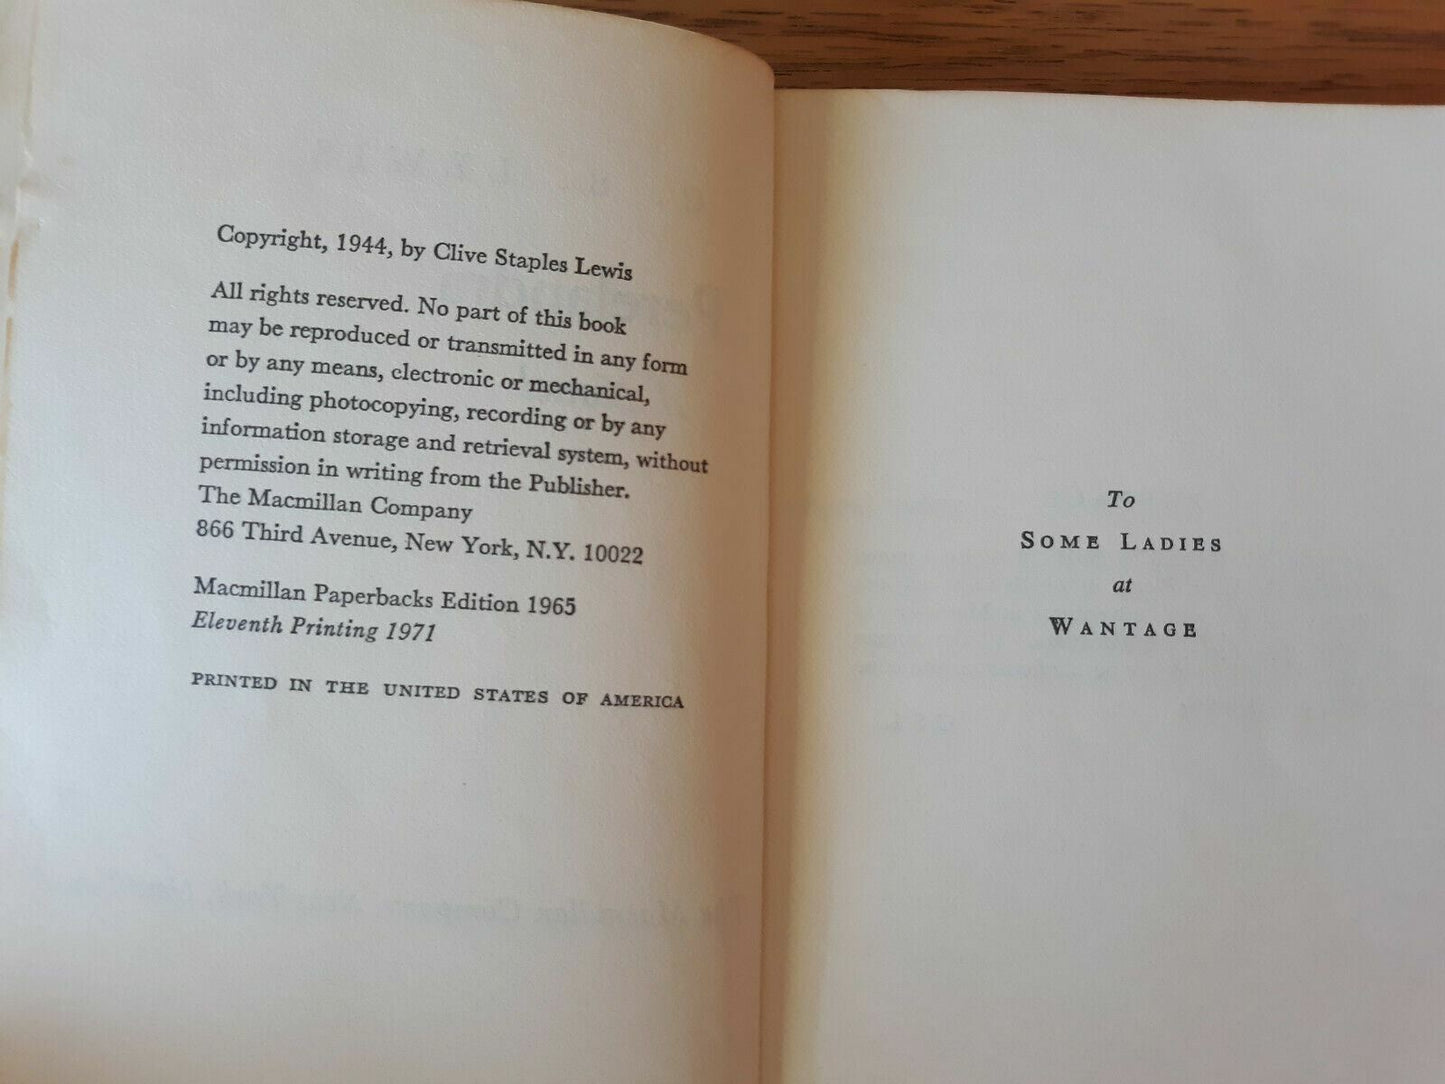 Copyright, 1944, by Clive Staples Lewis
All rights reserved. No part of this book
may be reproduced or transmitted in any form
or by any means, electronic or mechanical,
including photocopying, recording or by any
information storage and retrieval system, without
permission in writing from the Publisher.
The Macmillan Company
866 Third Avenue, New York, N.Y. 10022
Macmillan Paperbacks Edition 1965
Eleventh Printing 1971
PRINTED IN THE UNITED STATES OF AMERICA
To
SOME LADIES
at
WANTAGE